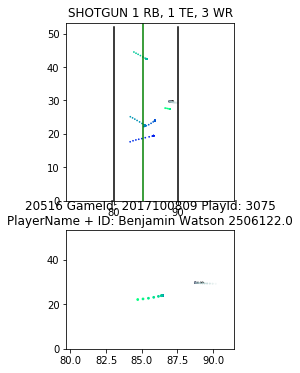 SHOTGUN 1 RB, 1 TE, 3 WR
50
40
30
20
10
0
80
90
20516 GameId: 2017100809 PlayId: 3075
PlayerName + ID: Benjamin Watson 2506122.0
40
20
0
80.0 82.5 85.0 87.5 90.0